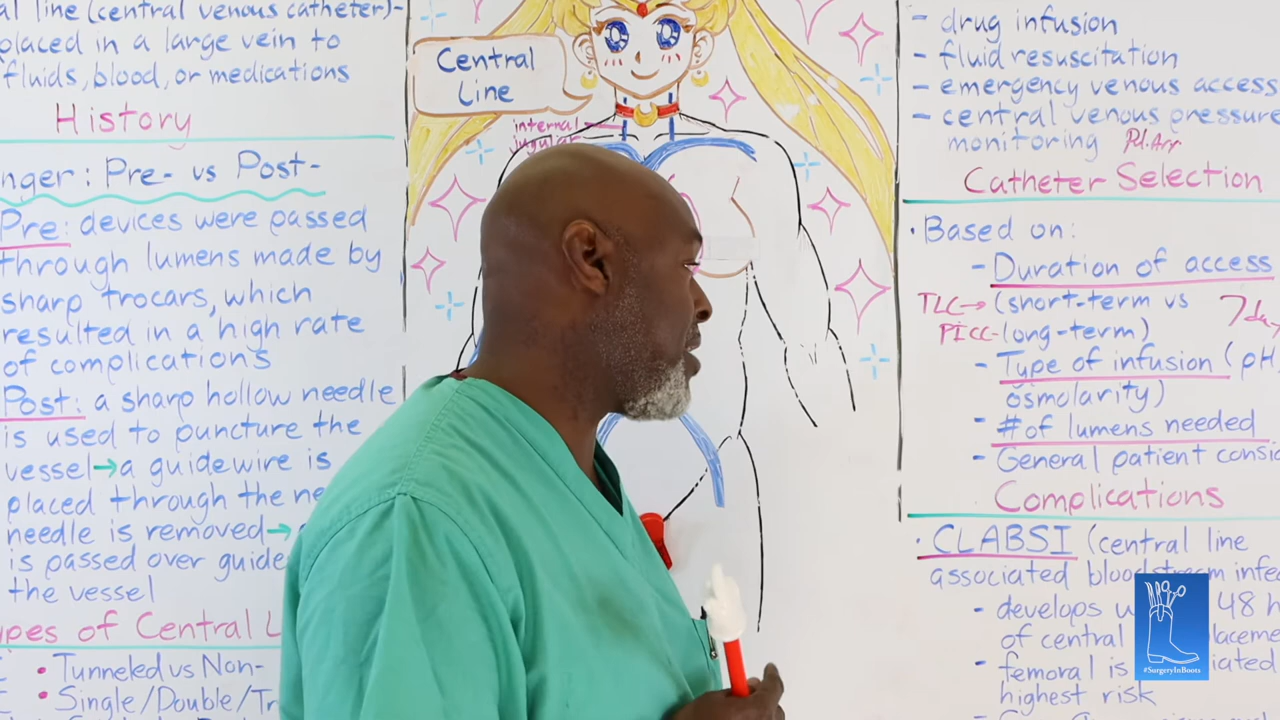 al line (central venous catheter)-
placed in a large vein to
fluids, blood, or medications
History
nger: Pre- vs Post-
Pre: devices were passed
through lumens made by
sharp trocars, which
resulted in a high rate
of complications
Post: a sharp hollow needle
is used to puncture the
vessel→a guidewire is
placed through the ne
needle is removed→
is passed over guide
the vessel
ypes of Central L
• Tunneled vs Non-
• Single/Double/Tr
Central
Line
internal
jugular
- drug infusion
- fluid resuscitation
- emergency venous access
- central venous pressure
monitoring
Catheter Selection
• Based on:
- Duration of access
TLC→ (short-term vs
PICC-long-term)
- Type of infusion (pH,
osmolarity)
- # of lumens needed
- General patient consi
Complications
• CLABSI (central line
associated bloodstream infe
- develops w 48 h
of central laceme
- femoral is iated
highest risk
#SurgeryInBoots